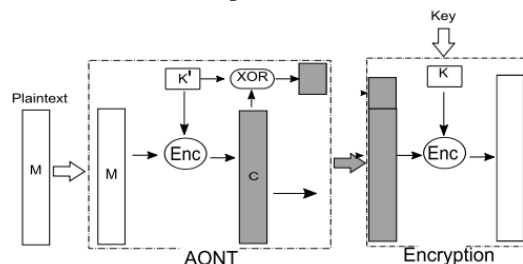 Key
K'
XOR
K
Plaintext
M
M
Enc
C
Enc
AONT
Encryption